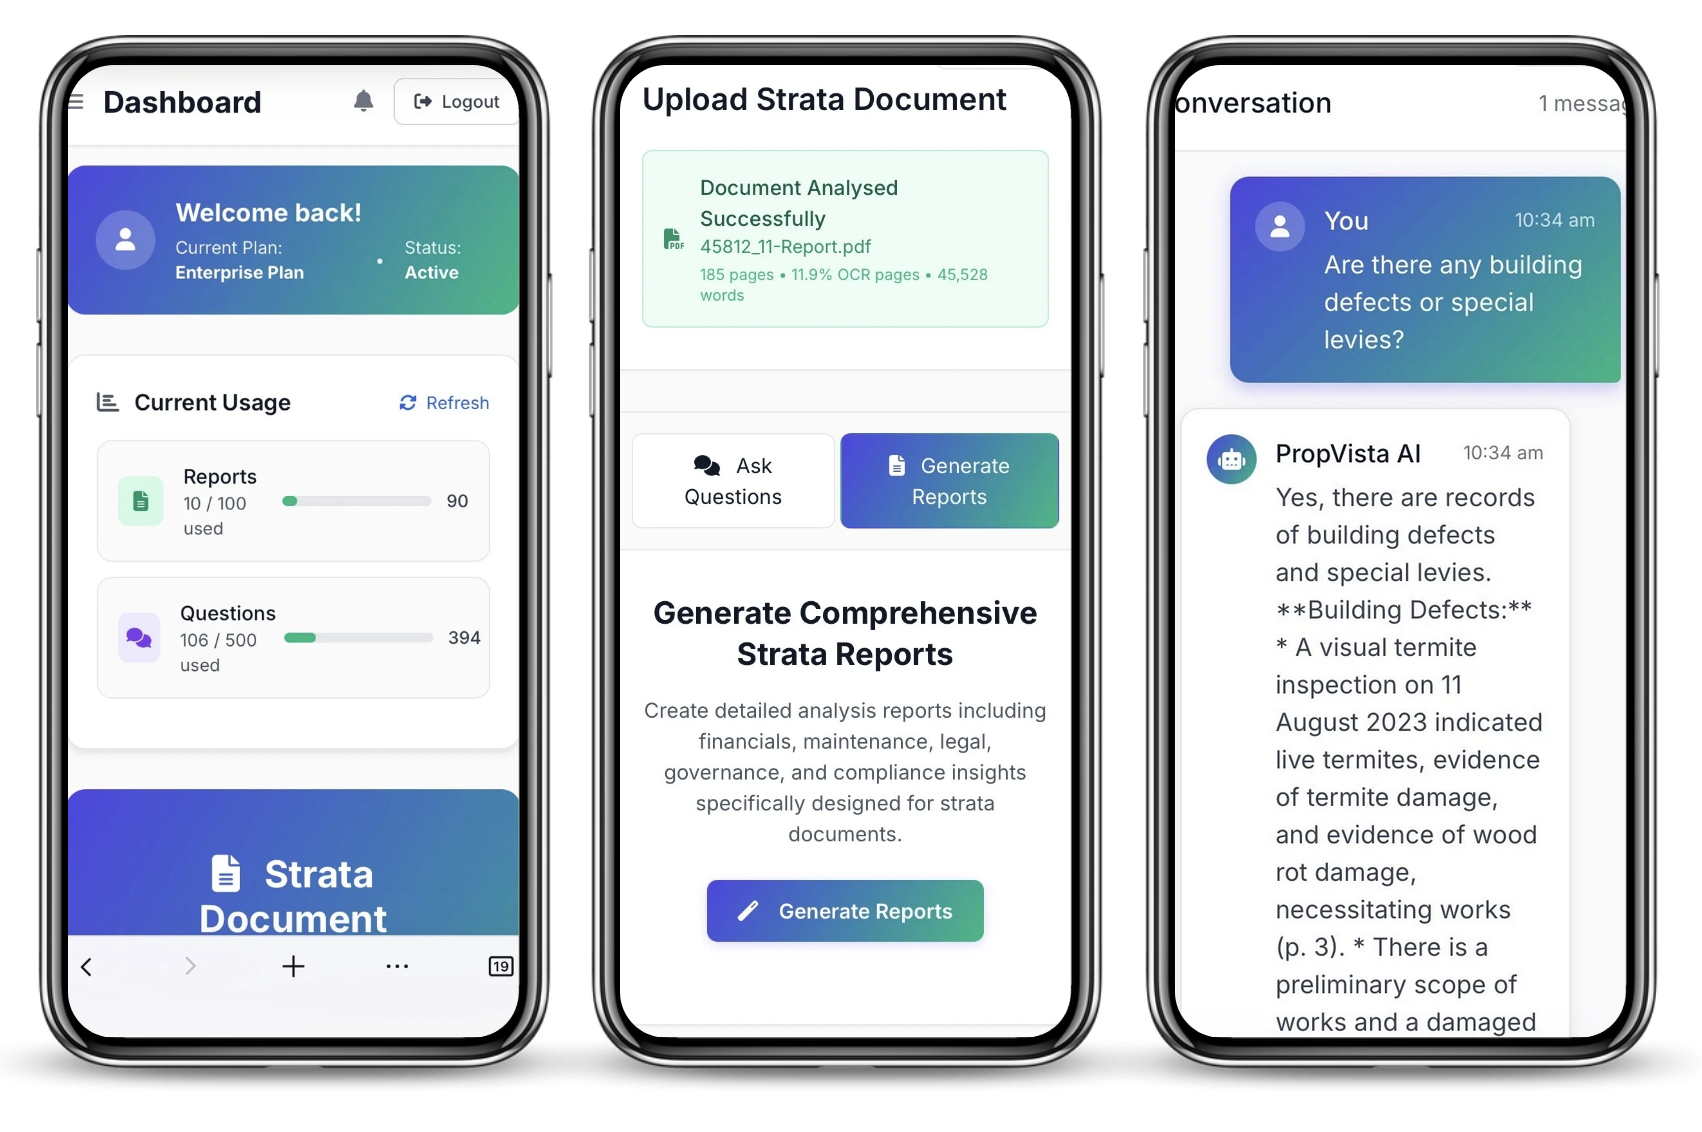 Dashboard
Logout
Welcome back!
Current Plan:
Enterprise Plan
•
Status:
Active
Current Usage
Refresh
Reports
10 / 100
used
90
Questions
106 / 500
used
394
Strata
Document
19
Upload Strata Document
Document Analysed
Successfully
PDF
45812_11-Report.pdf
185 pages • 11.9% OCR pages • 45,528
words
Ask
Questions
Generate
Reports
Generate Comprehensive
Strata Reports
Create detailed analysis reports including
financials, maintenance, legal,
governance, and compliance insights
specifically designed for strata
documents.
Generate Reports
onversation
1 messag
You
10:34 am
Are there any building
defects or special
levies?
PropVista AI
10:34 am
Yes, there are records
of building defects
and special levies.
**Building Defects:**
* A visual termite
inspection on 11
August 2023 indicated
live termites, evidence
of termite damage,
and evidence of wood
rot damage,
necessitating works
(p. 3). * There is a
preliminary scope of
works and a damaged